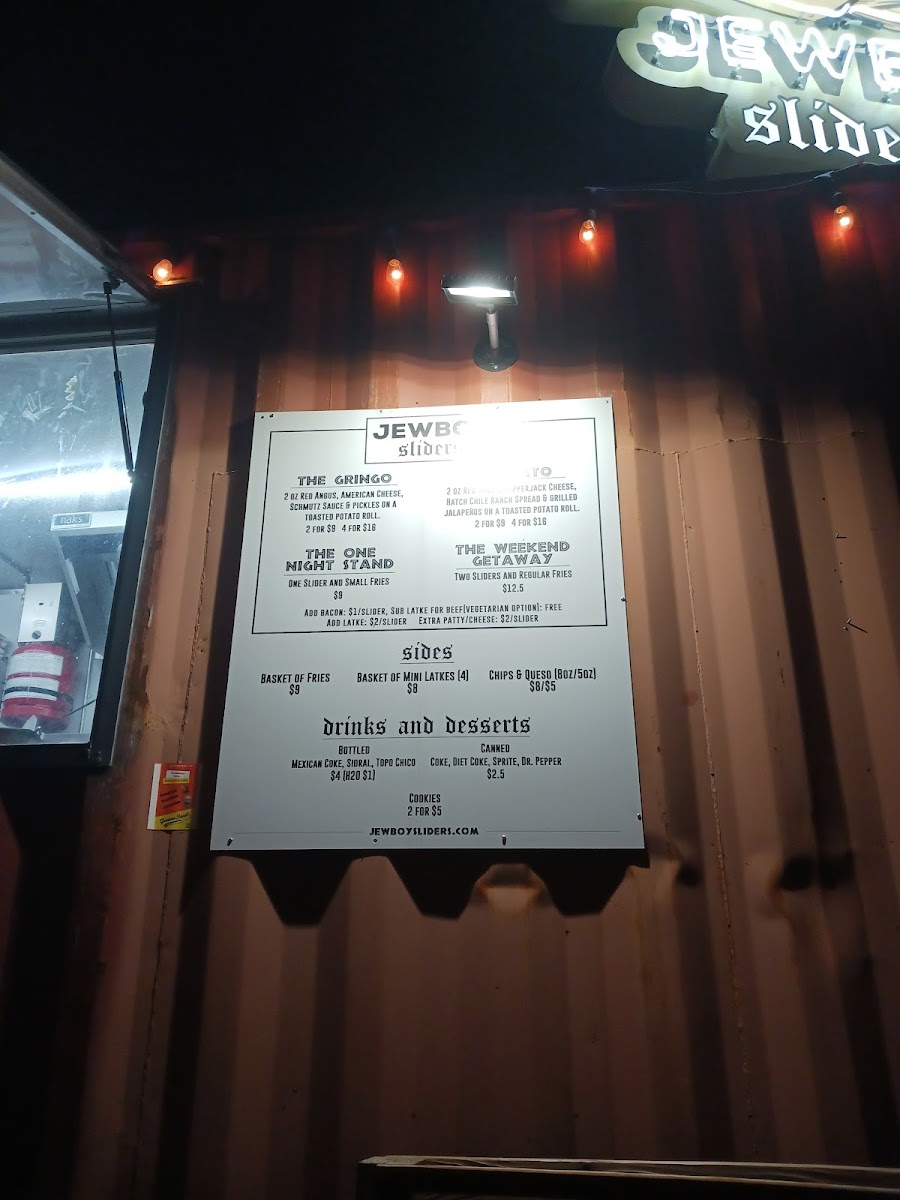 JEWE
slide
JEWBO
sliders
THE GRINGO
2 OZ RED ANGUS, AMERICAN CHEESE,
SCHMUTZ SAUCE & PICKLES ON A
TOASTED POTATO ROLL.
2 FOR $9 4 FOR $16
ITO
2 OZ RED PEPPERJACK CHEESE,
HATCH CHILE RANCH SPREAD & GRILLED
JALAPEÑOS ON A TOASTED POTATO ROLL.
2 FOR $9 4 FOR $16
THE ONE
NIGHT STAND
ONE SLIDER AND SMALL FRIES
$9
THE WEEKEND
GETAWAY
TWO SLIDERS AND REGULAR FRIES
$12.5
ADD BACON: $1/SLIDER, SUB LATKE FOR BEEF(VEGETARIAN OPTION): FREE
ADD LATKE: $2/SLIDER EXTRA PATTY/CHEESE: $2/SLIDER
sides
BASKET OF FRIES
$9
BASKET OF MINI LATKES (4)
$8
CHIPS & QUESO (8OZ/5OZ)
$8/$5
drinks and desserts
BOTTLED
MEXICAN COKE, SIDRAL, TOPO CHICO
$4 (H2O $1)
CANNED
COKE, DIET COKE, SPRITE, DR. PEPPER
$2.5
COOKIES
2 FOR $5
JEWBOYSLIDERS.COM
naks